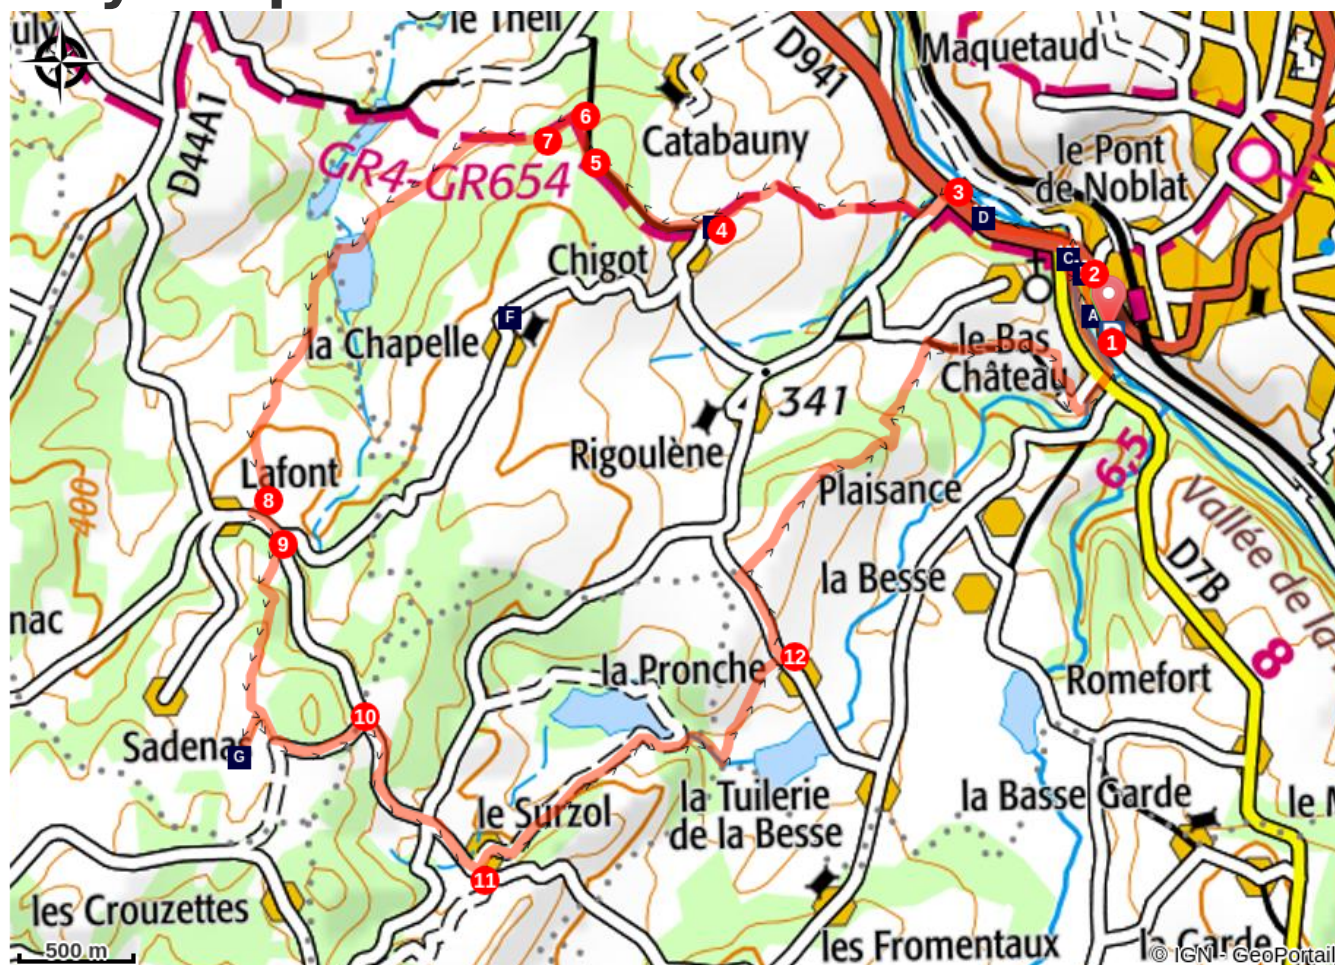 le Theil
D941
Maquetaud
D44A1
6
7
5
Catabauny
le Pont
de Noblat
GR4-GR654
3
D
4
C
2
Chigot
F
A
la Chapelle
1
le Bas
Château
341
Rigoulène
6,5
Lafont
400
8
Plaisance
Vallée de la
9
D7B
la Besse
nac
12
8
la Pronche
Romefort
10
Sadenac
G
le Surzol
la Tuilerie
de la Besse
la Basse Garde
11
les Crouzettes
les Fromentaux
la Garde
500 m
© IGN - GeoPortail